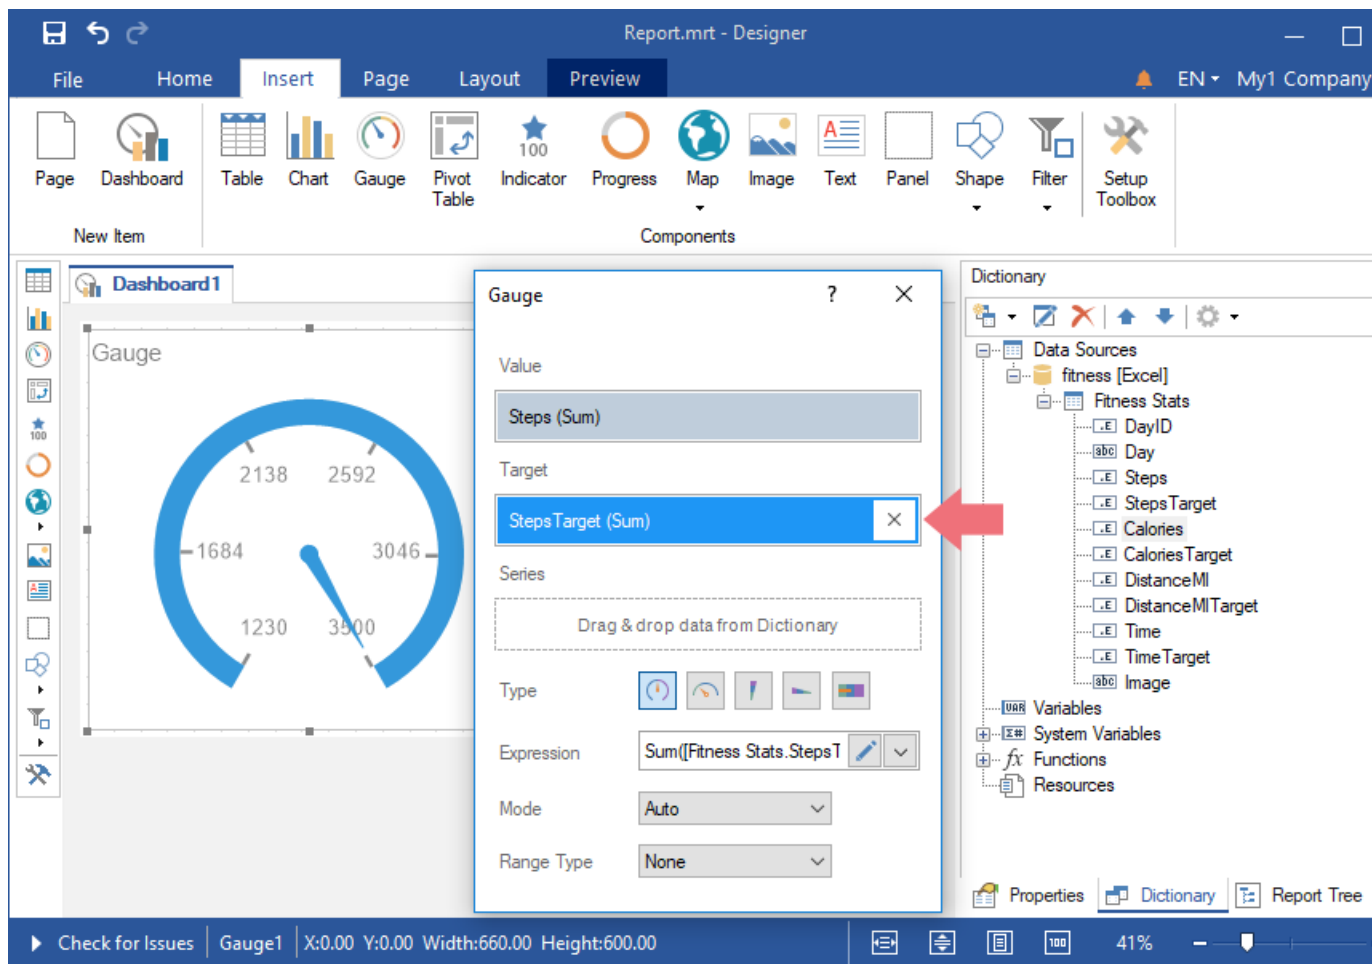 Report.mrt - Designer
File Home Insert Page Layout Preview EN My1 Company
Page Dashboard Table Chart Gauge Pivot Table Indicator Progress Map Image Text Panel Shape Filter Setup Toolbox
100
A
New Item Components
Dashboard1
100
A
Gauge
2138 2592
1684 3046
1230 3500
Gauge ?
Value
Steps (Sum)
Target
StepsTarget (Sum)
Series
Drag & drop data from Dictionary
Type
Expression Sum([Fitness Stats.StepsT
Mode Auto
Range Type None
Dictionary
Data Sources
fitness [Excel]
Fitness Stats
.E DayID
abc Day
.E Steps
.E StepsTarget
.E Calories
.E CaloriesTarget
.E DistanceMI
.E DistanceMITarget
.E Time
.E TimeTarget
abc Image
VAR Variables
Σ# System Variables
fx Functions
Resources
Properties Dictionary Report Tree
Check for Issues Gauge1 X:0.00 Y:0.00 Width:660.00 Height:600.00 100 41%